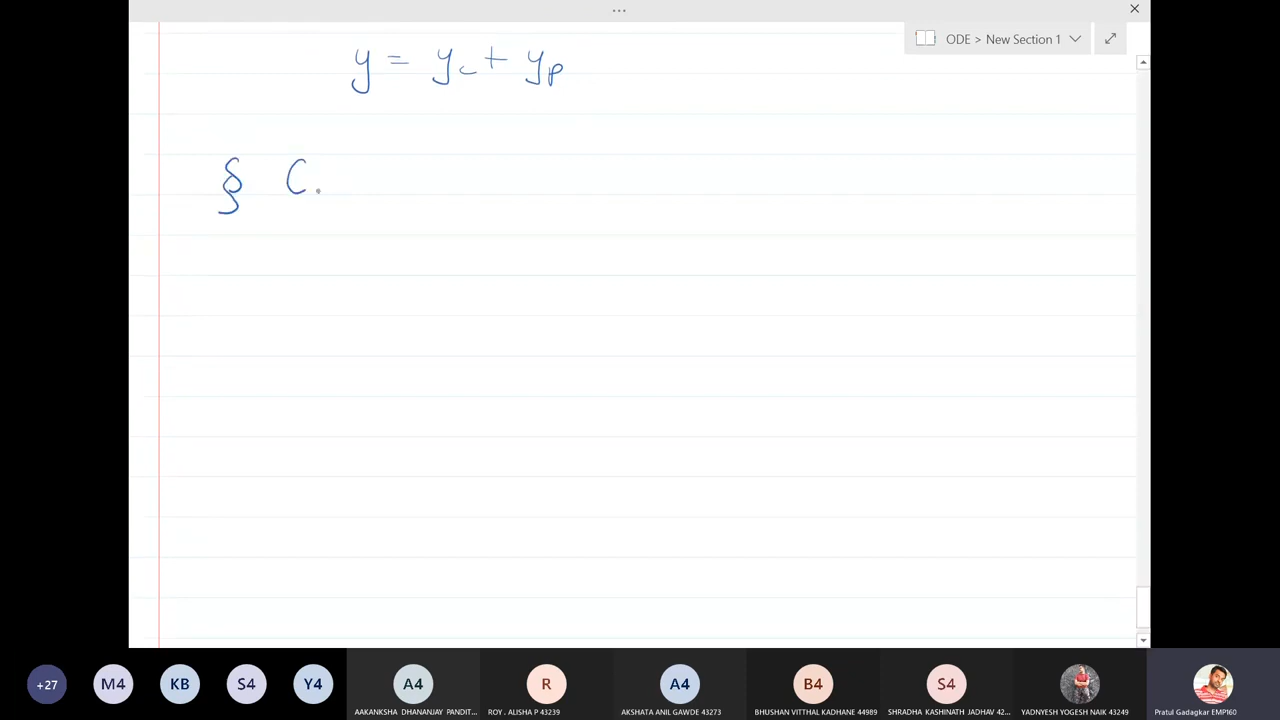 ODE > New Section 1
y = y_c + y_p
§ C
+27
M4
KB
S4
Y4
A4
R
A4
B4
S4
AAKANKSHA DHANANJAY PANDIT...
ROY . ALISHA P 43239
AKSHATA ANIL GAWDE 43273
BHUSHAN VITTHAL KADHANE 44989
SHRADHA KASHINATH JADHAV 42...
YADNYESH YOGESH NAIK 43249
Pratul Gadagkar EMP160